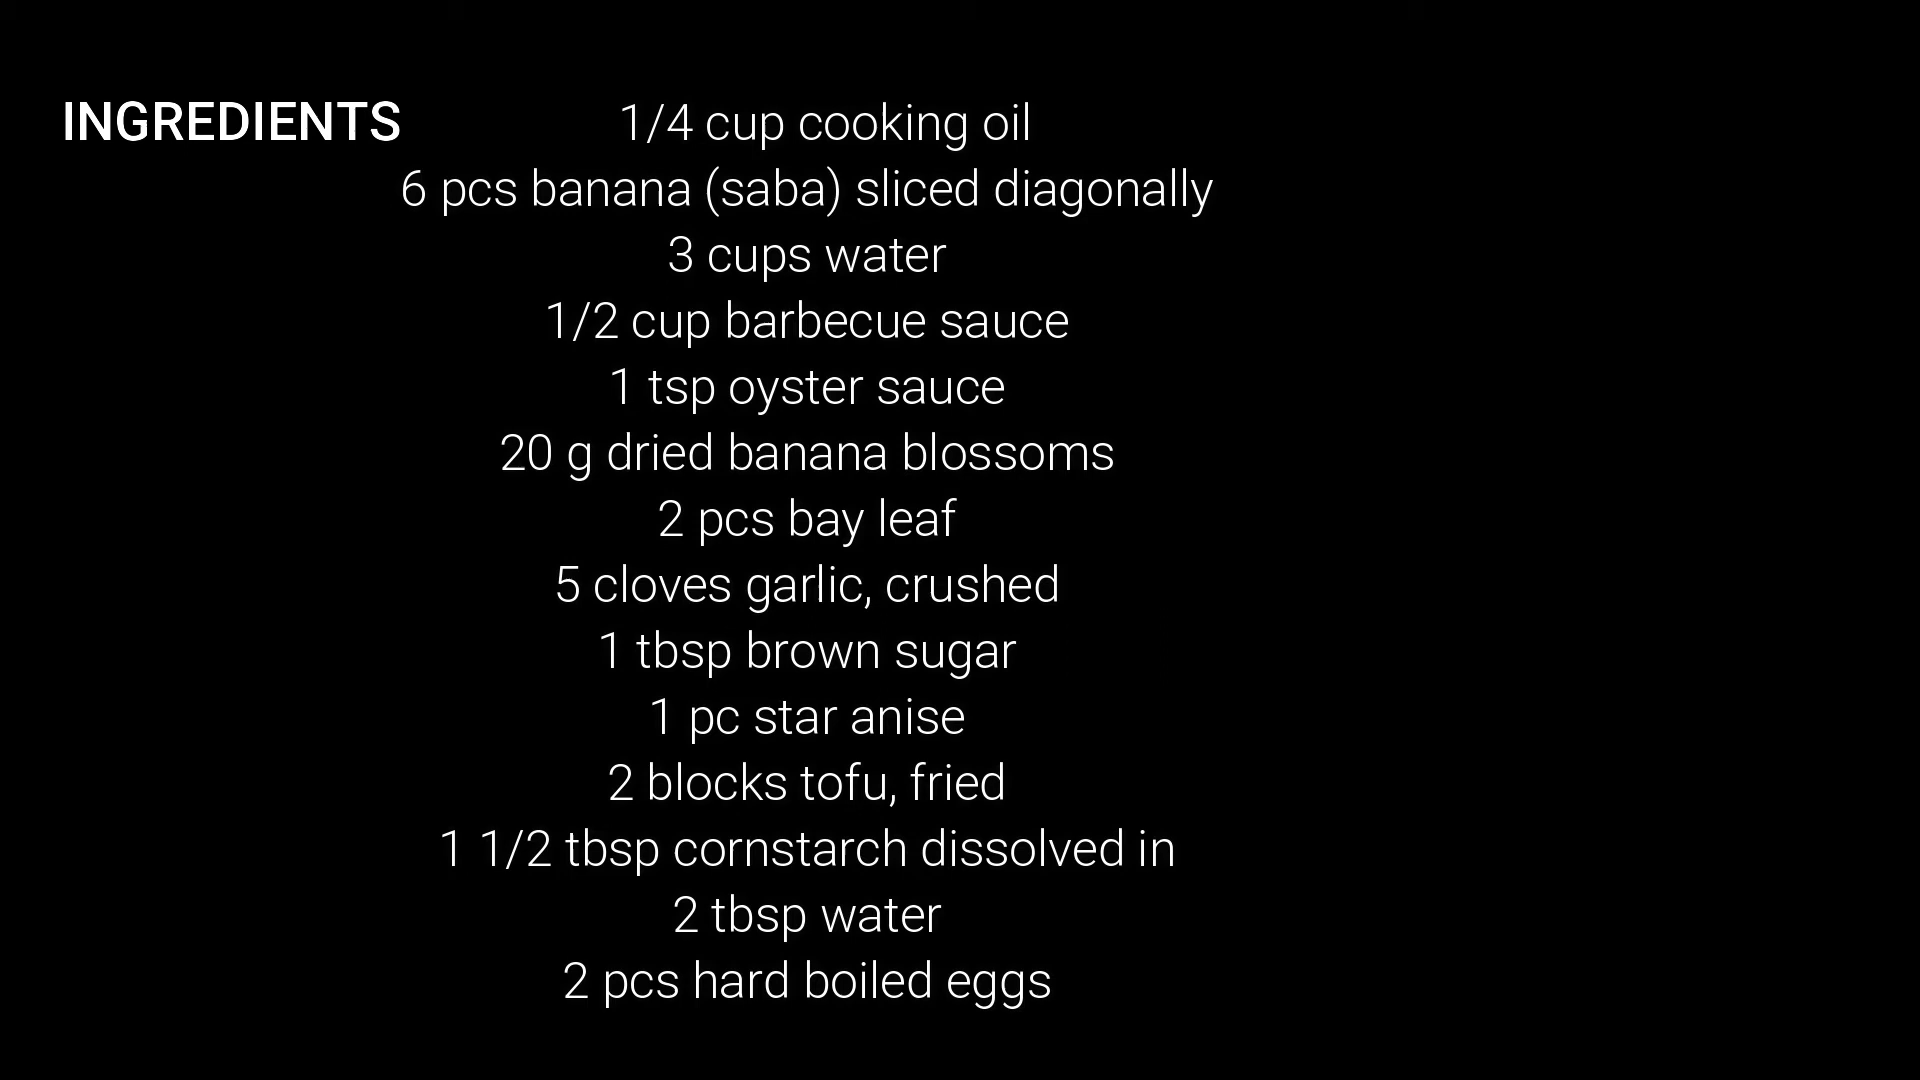 INGREDIENTS
1/4 cup cooking oil
6 pcs banana (saba) sliced diagonally
3 cups water
1/2 cup barbecue sauce
1 tsp oyster sauce
20 g dried banana blossoms
2 pcs bay leaf
5 cloves garlic, crushed
1 tbsp brown sugar
1 pc star anise
2 blocks tofu, fried
1 1/2 tbsp cornstarch dissolved in
2 tbsp water
2 pcs hard boiled eggs